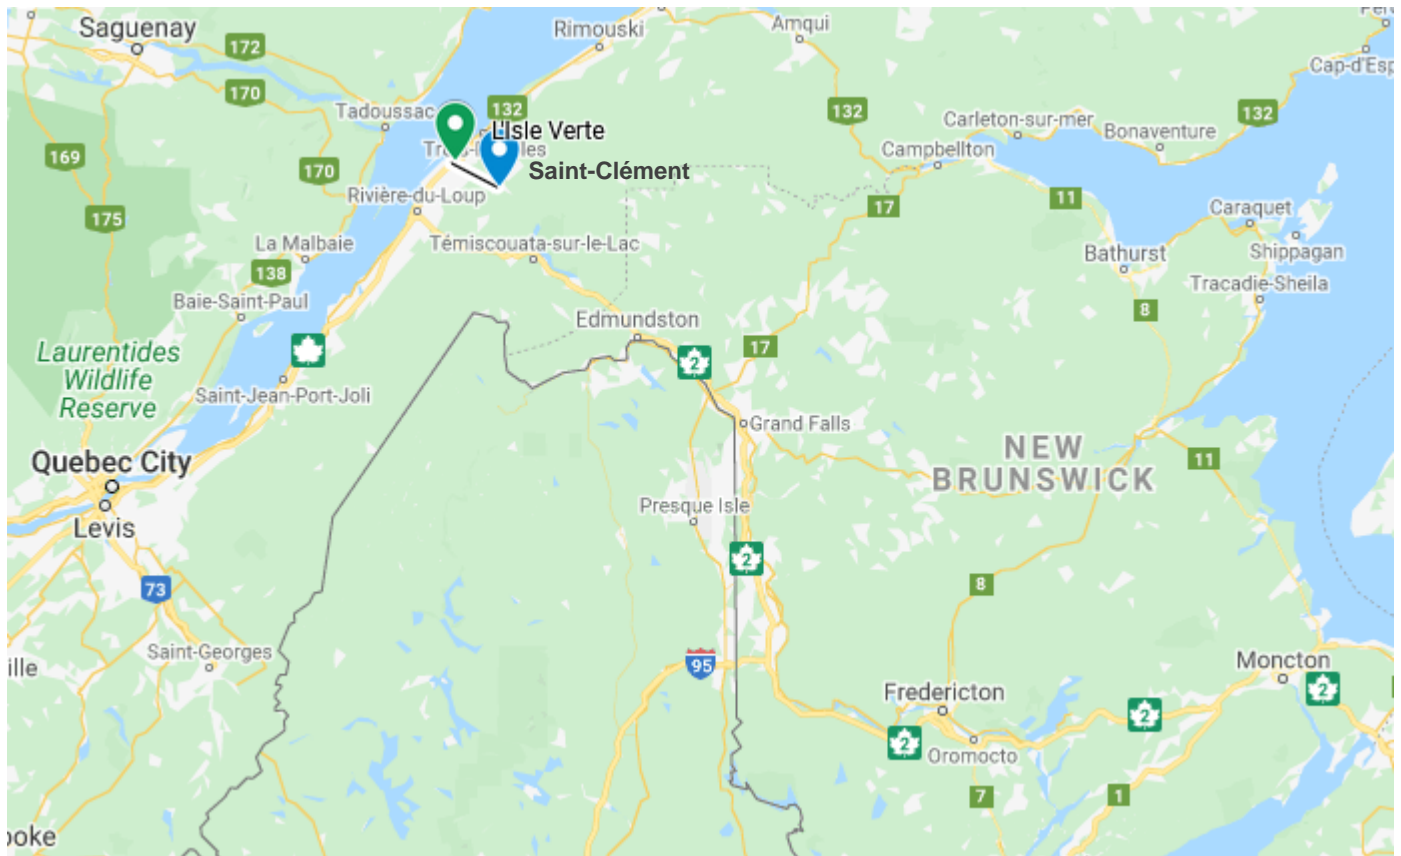 Saguenay
Rimouski
Amqui
172
Cap-d'Esp
170
Tadoussac
132
132
132
L'Isle Verte
Carleton-sur-mer
Bonaventure
169
Campbellton
170
Saint-Clément
Rivière-du-Loup
17
11
175
Caraquet
La Malbaie
Témiscouata-sur-le-Lac
Bathurst
Shippagan
138
Tracadie-Sheila
Baie-Saint-Paul
8
Edmundston
Laurentides
Wildlife
Reserve
2
17
Saint-Jean-Port-Joli
Grand Falls
NEW
BRUNSWICK
Quebec City
11
Presque Isle
Levis
2
73
8
Saint-Georges
ille
95
Moncton
2
Fredericton
2
2
Oromocto
7
1
ooke